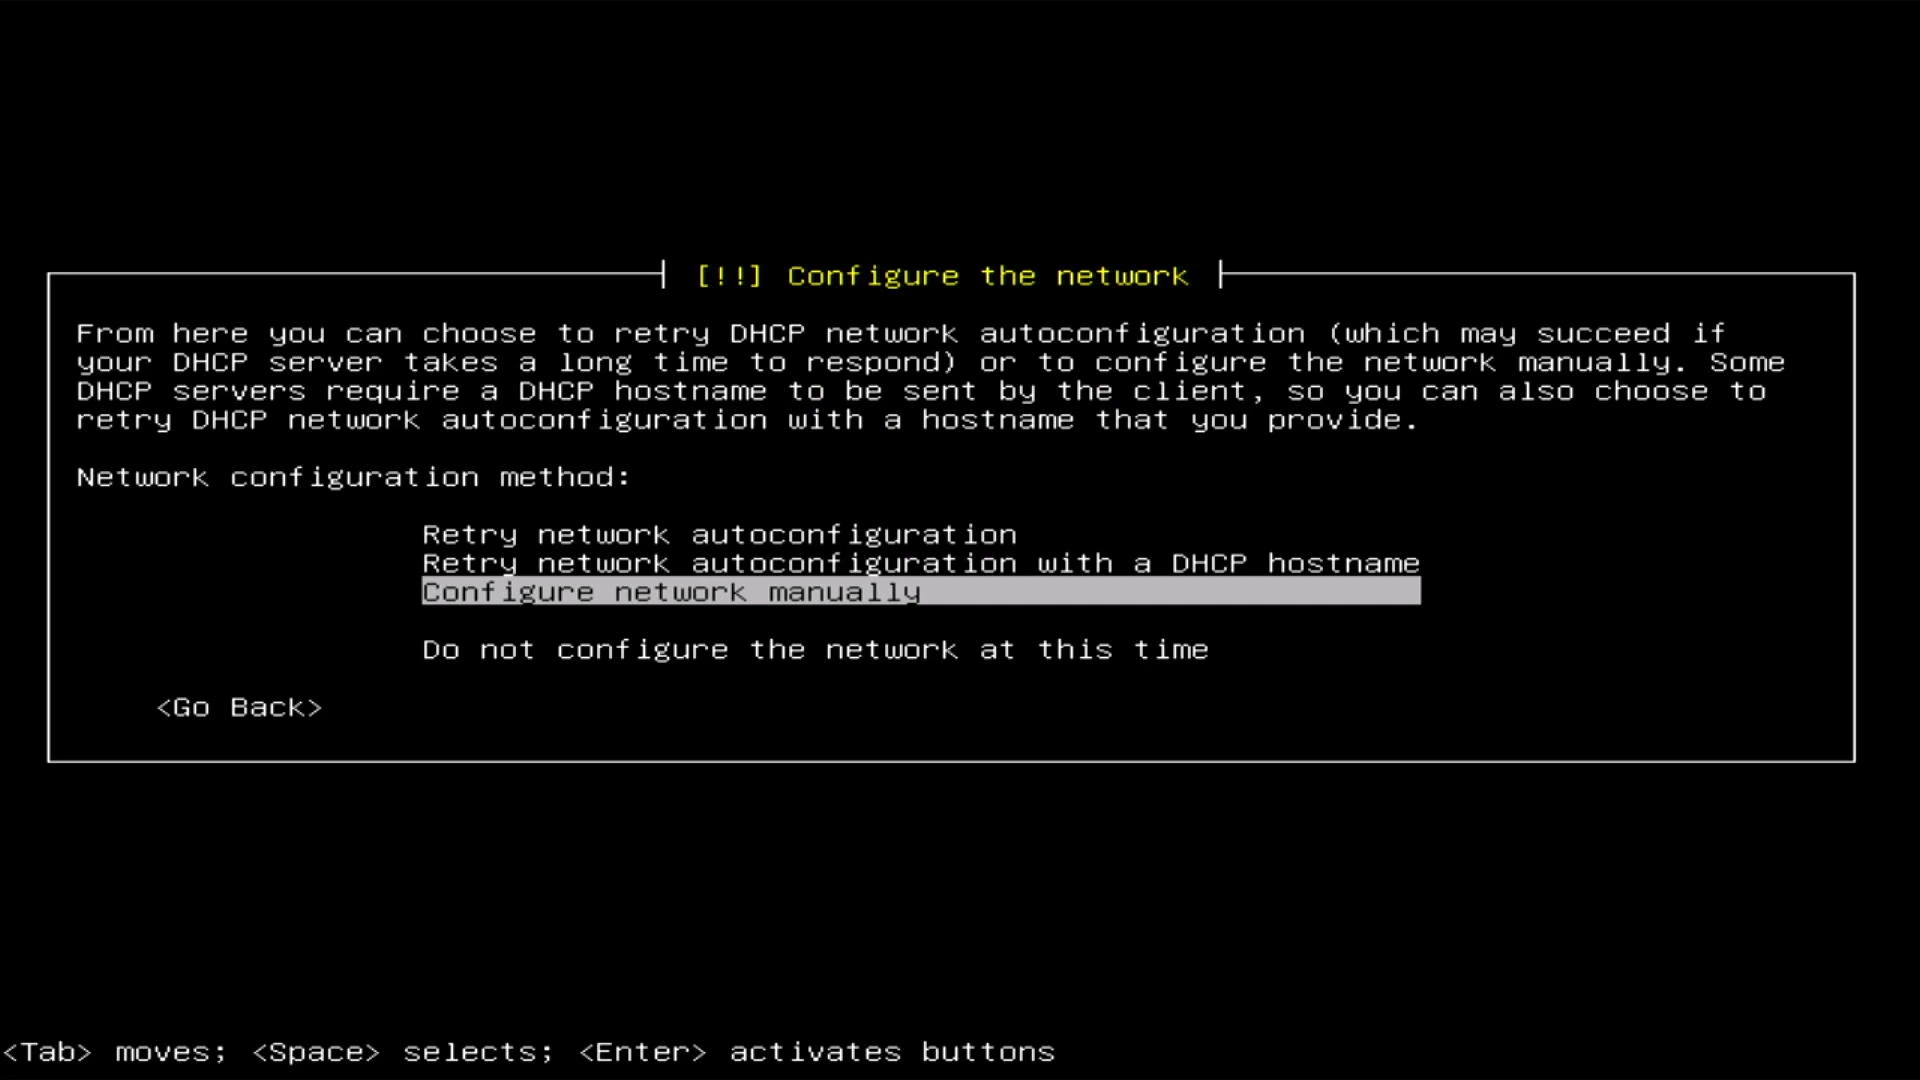 [!!] Configure the network
From here you can choose to retry DHCP network autoconfiguration (which may succeed if
your DHCP server takes a long time to respond) or to configure the network manually. Some
DHCP servers require a DHCP hostname to be sent by the client, so you can also choose to
retry DHCP network autoconfiguration with a hostname that you provide.
Network configuration method:
Retry network autoconfiguration
Retry network autoconfiguration with a DHCP hostname
Configure network manually
Do not configure the network at this time
<Go Back>
<Tab> moves; <Space> selects; <Enter> activates buttons